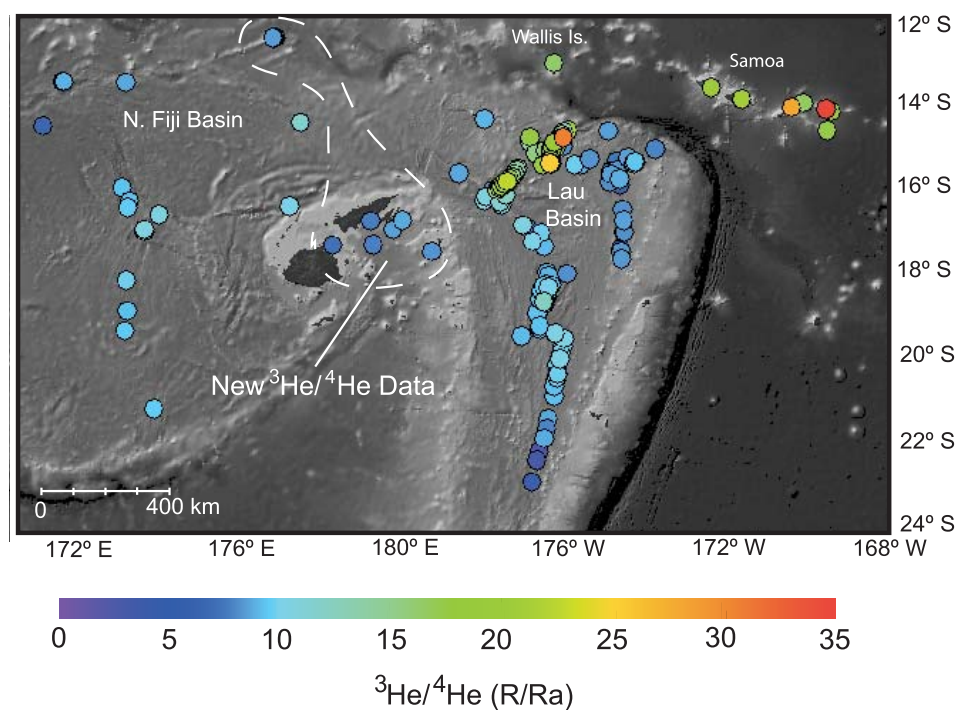 12º S
Wallis Is.
Samoa
14º S
N. Fiji Basin
16º S
Lau
Basin
18º S
20º S
New ³He/⁴He Data
22º S
0
400 km
24º S
172º E
176º E
180º E
176º W
172º W
168º W
0
5
10
15
20
25
30
35
³He/⁴He (R/Ra)